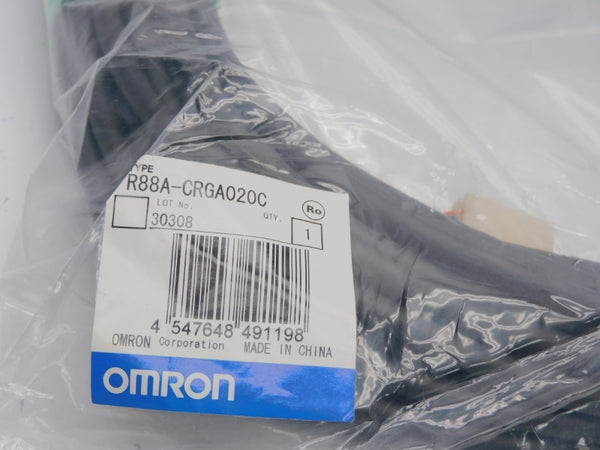 TYPE
R88A-CRGA020C
LOT No. QTY. Ro
30308 1
4 547648 491198
OMRON Corporation MADE IN CHINA
OMRON